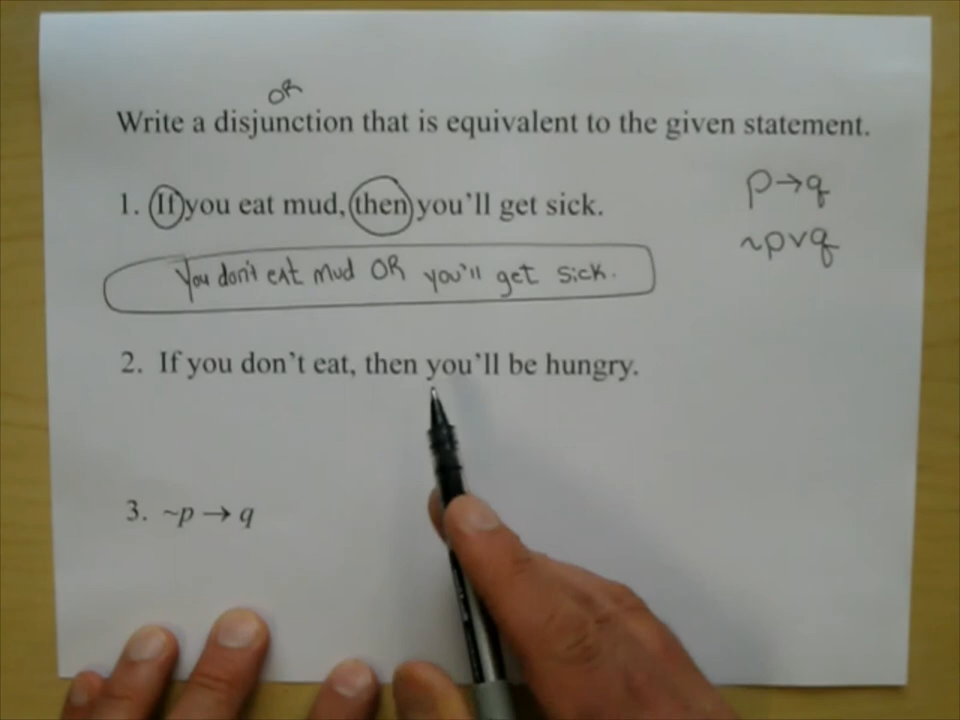 OR
Write a disjunction that is equivalent to the given statement.
1. If you eat mud, then you'll get sick.
p→q
~p∨q
You don't eat mud OR you'll get sick.
2. If you don't eat, then you'll be hungry.
3. ~p → q